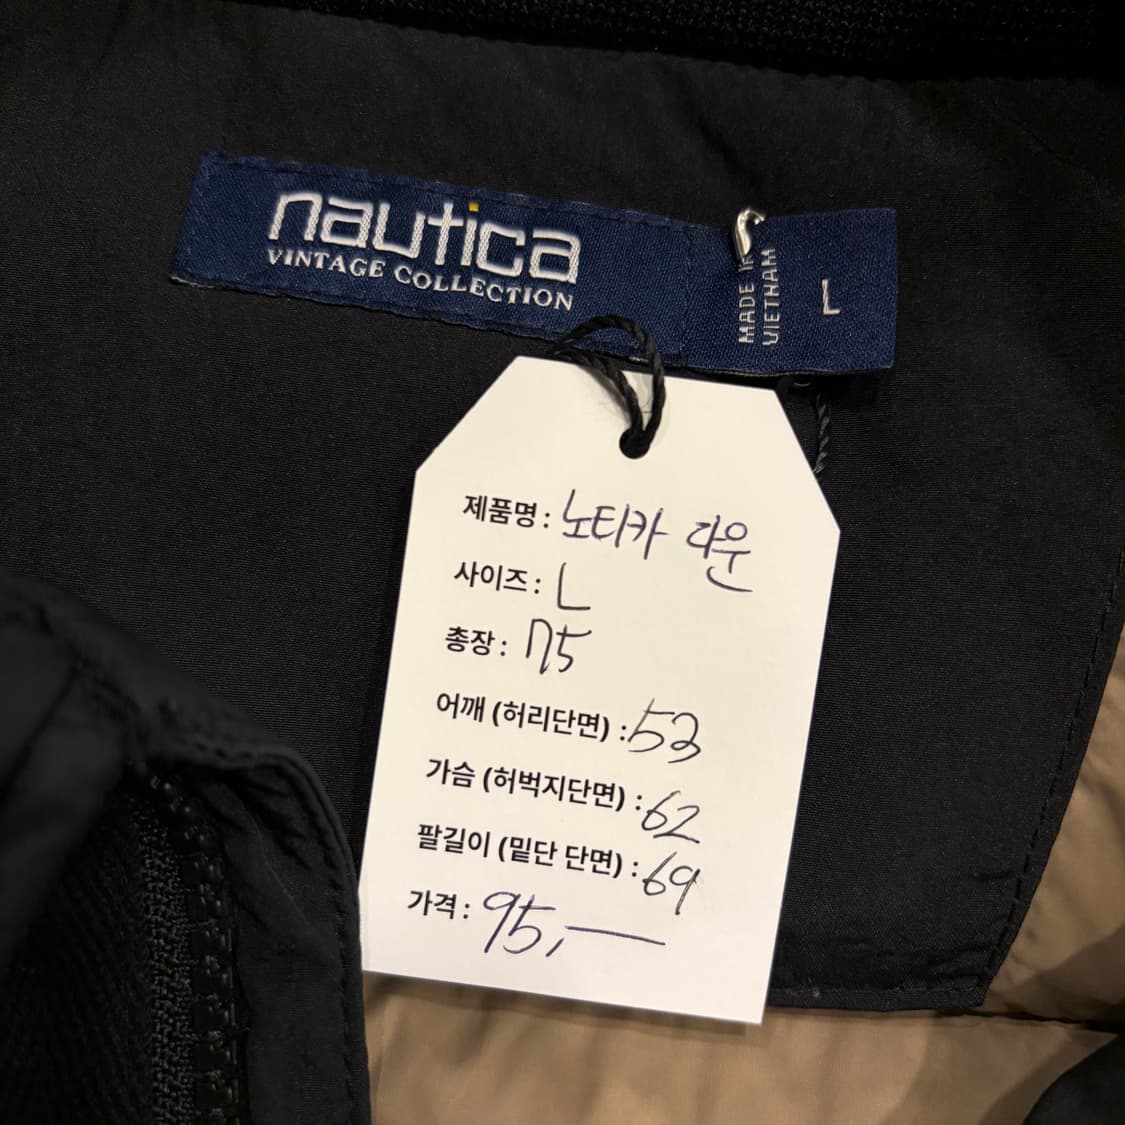 nautica
VINTAGE COLLECTION
MADE IN
VIETNAM
L
제품명 : 노티카 다운
사이즈 : L
총장 : 75
어깨 (허리단면) : 53
가슴 (허벅지단면) : 62
팔길이 (밑단 단면) : 69
가격 : 95,—